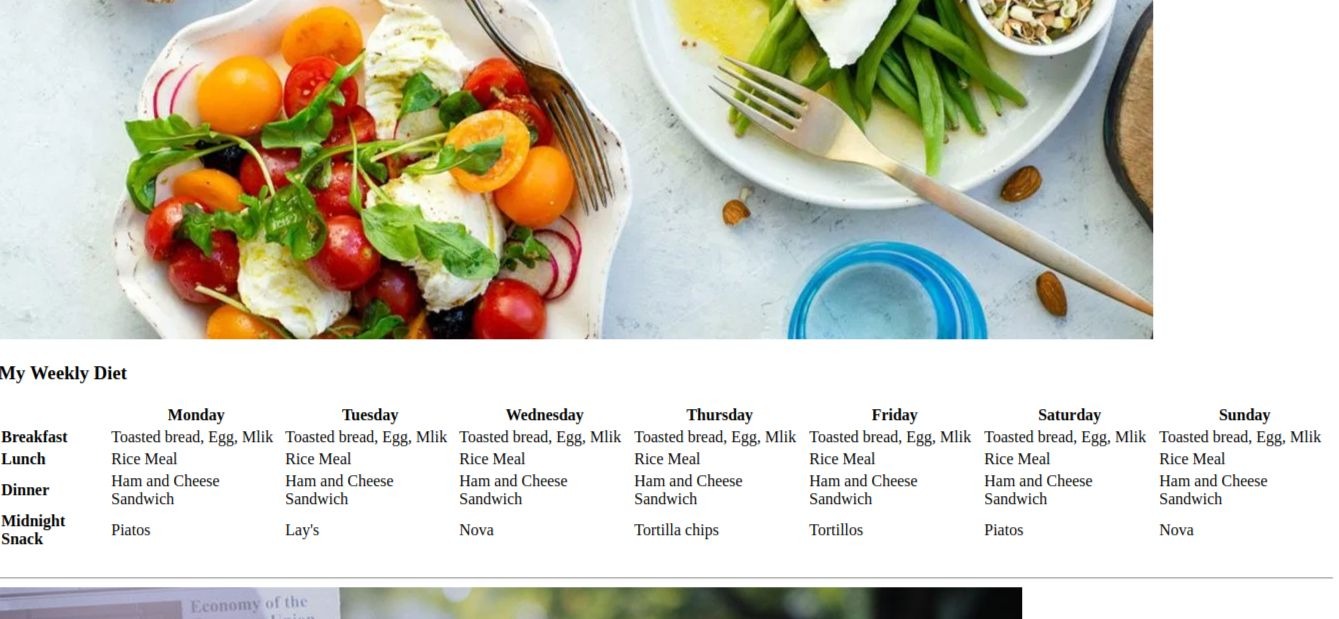 My Weekly Diet
Monday Tuesday Wednesday Thursday Friday Saturday Sunday
Breakfast Toasted bread, Egg, Mlik Toasted bread, Egg, Mlik Toasted bread, Egg, Mlik Toasted bread, Egg, Mlik Toasted bread, Egg, Mlik Toasted bread, Egg, Mlik Toasted bread, Egg, Mlik
Lunch Rice Meal Rice Meal Rice Meal Rice Meal Rice Meal Rice Meal Rice Meal
Dinner Ham and Cheese Sandwich Ham and Cheese Sandwich Ham and Cheese Sandwich Ham and Cheese Sandwich Ham and Cheese Sandwich Ham and Cheese Sandwich Ham and Cheese Sandwich
Midnight Snack Piatos Lay's Nova Tortilla chips Tortillos Piatos Nova
Economy of the
Union